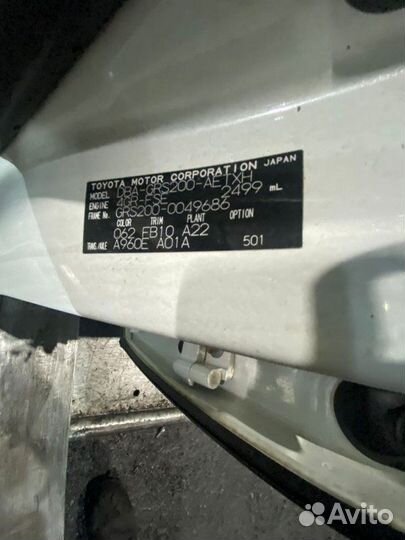 TOYOTA MOTOR CORPORATION JAPAN
MODEL DBA-GRS200-AETXH
ENGINE 4GR-FSE 2499 mL
FRAME No. GRS200-0049686
COLOR TRIM PLANT OPTION
062 FB10 A22
TRANS./AXLE A960E A01A 501
Avito